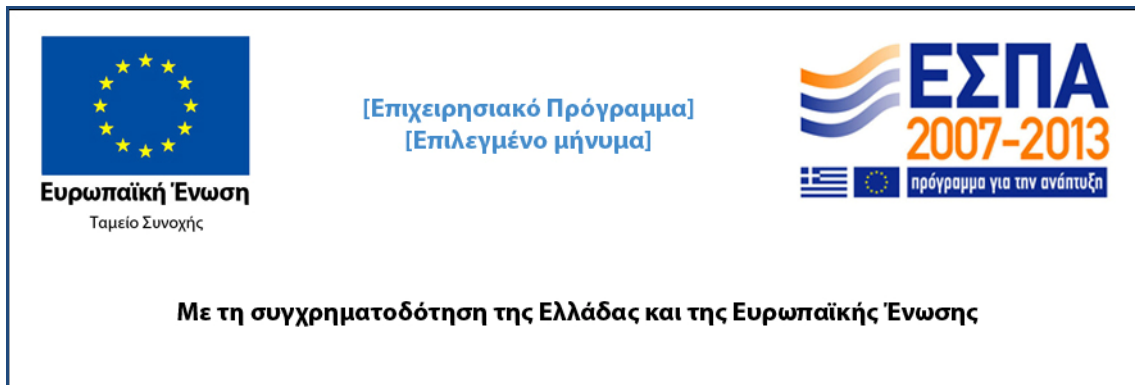 Ευρωπαϊκή Ένωση
Ταμείο Συνοχής
[Επιχειρησιακό Πρόγραμμα]
[Επιλεγμένο μήνυμα]
ΕΣΠΑ
2007-2013
πρόγραμμα για την ανάπτυξη
Με τη συγχρηματοδότηση της Ελλάδας και της Ευρωπαϊκής Ένωσης